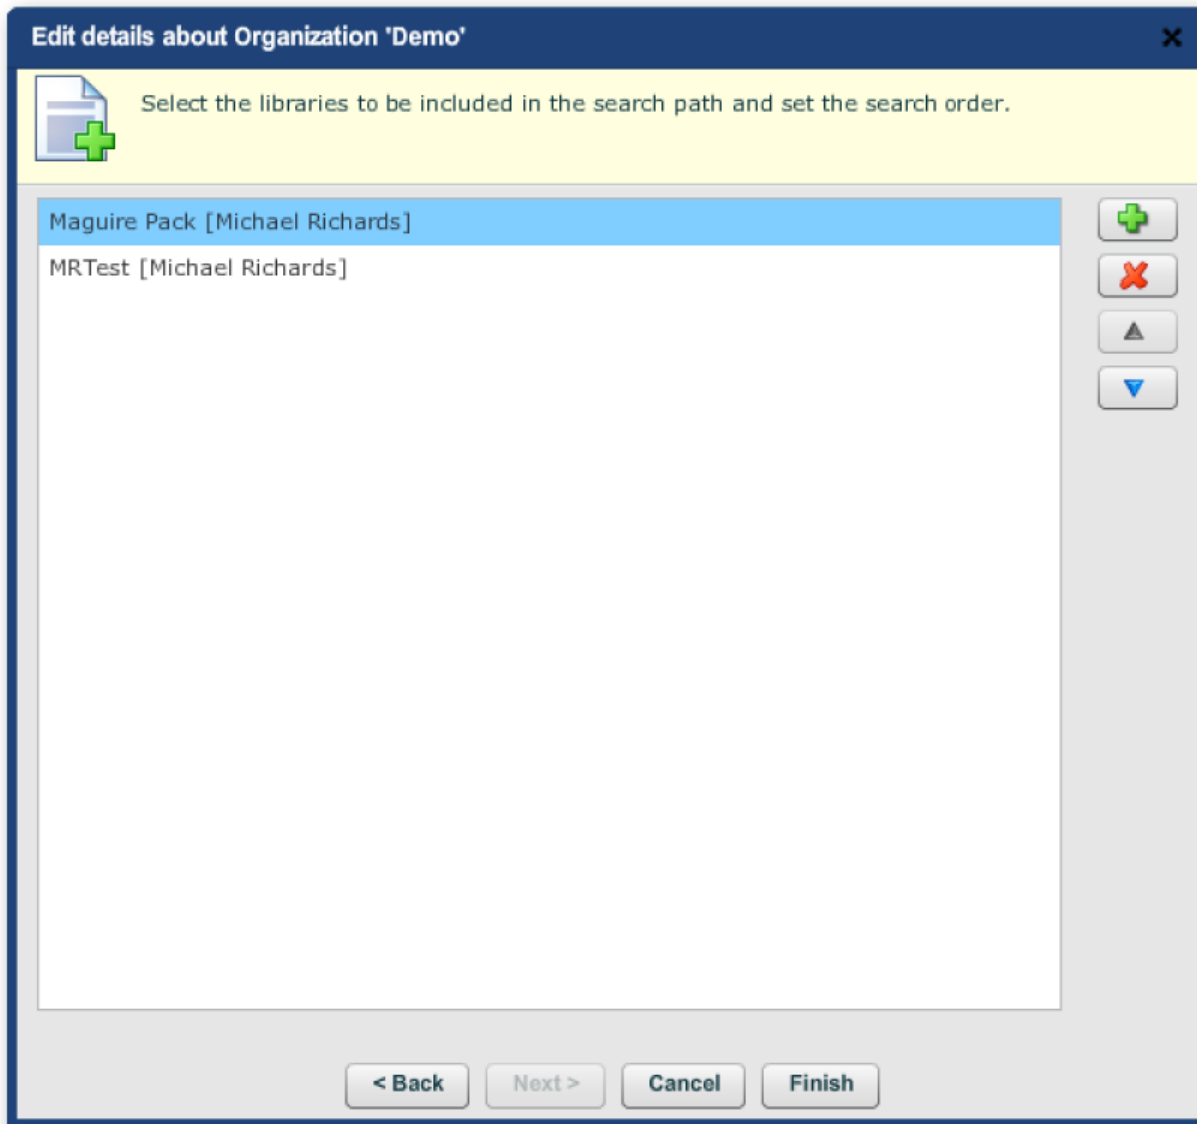 Edit details about Organization 'Demo'
Select the libraries to be included in the search path and set the search order.
Maguire Pack [Michael Richards]
MRTest [Michael Richards]
< Back
Next >
Cancel
Finish